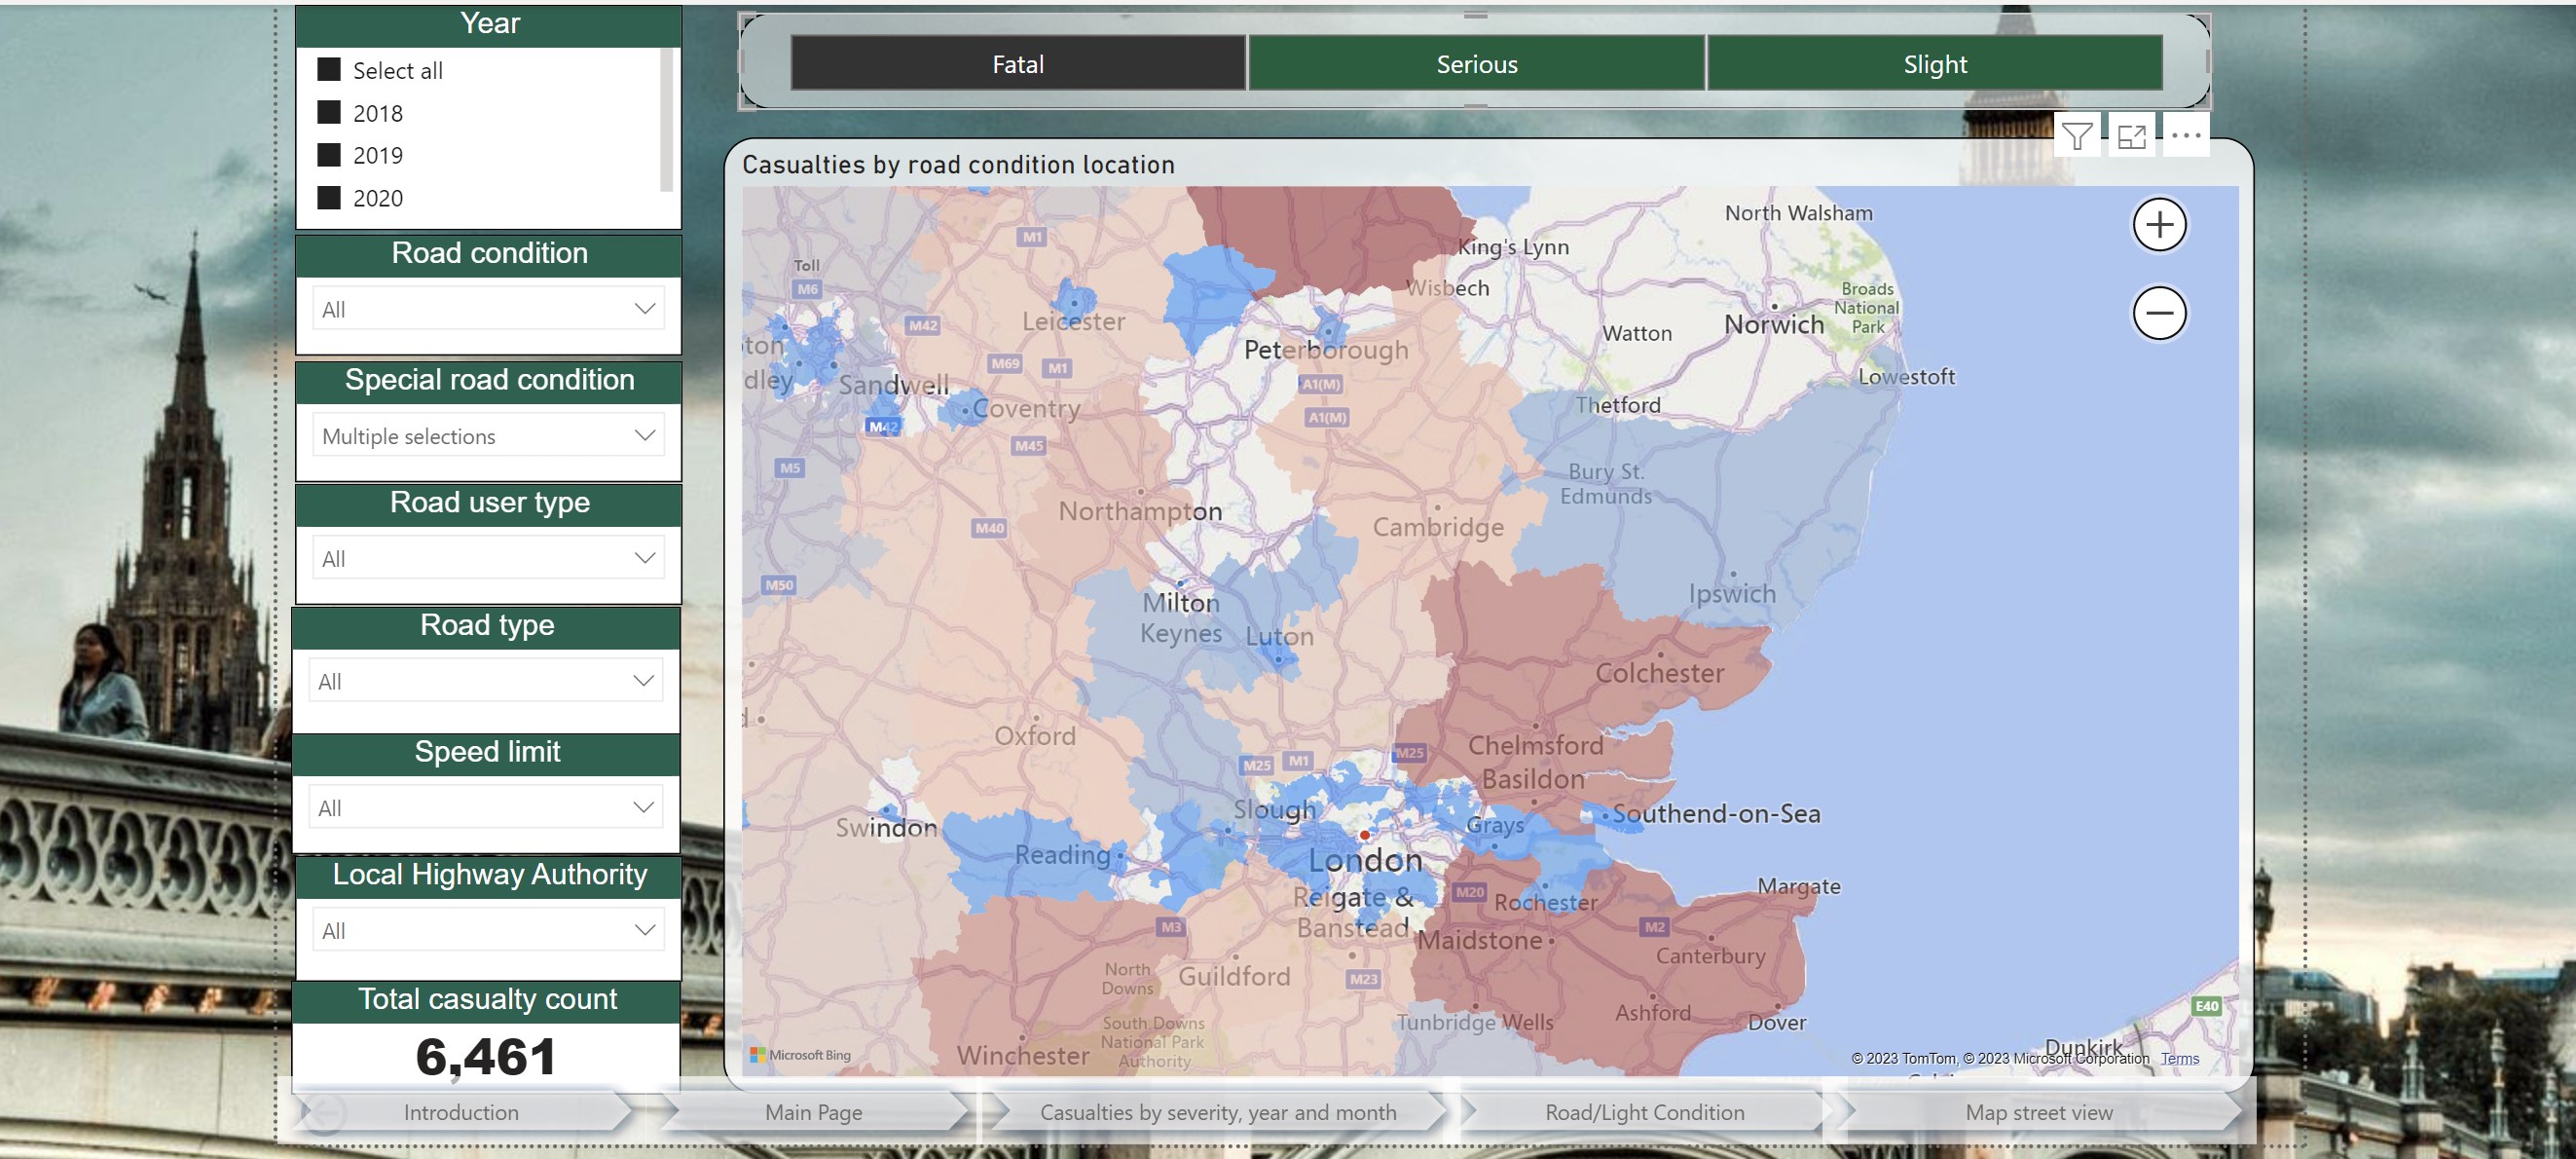 Year
Select all
2018
2019
2020
Road condition
All
Special road condition
Multiple selections
Road user type
All
Road type
All
Speed limit
All
Local Highway Authority
All
Total casualty count
6,461
Fatal
Serious
Slight
Casualties by road condition location
North Walsham
M1
King's Lynn
Toll
M6
Wisbech
Broads
National
Park
Leicester
M42
Norwich
Watton
ton
Peterborough
M69
M1
dley
Sandwell
A1(M)
Lowestoft
Coventry
Thetford
M42
A1(M)
M45
M5
Bury St.
Edmunds
Northampton
M40
Cambridge
M50
Milton
Keynes
Ipswich
Luton
Colchester
Oxford
Chelmsford
M25
M25
M1
Basildon
Slough
Southend-on-Sea
Swindon
Grays
Reading
London
Margate
Reigate &
Banstead
M20
Rochester
M3
M2
Maidstone
Canterbury
North
Downs
Guildford
M23
E40
Ashford
South Downs
National Park
Authority
Tunbridge Wells
Dover
Winchester
Dunkirk
Microsoft Bing
© 2023 TomTom, © 2023 Microsoft Corporation Terms
Introduction
Main Page
Casualties by severity, year and month
Road/Light Condition
Map street view